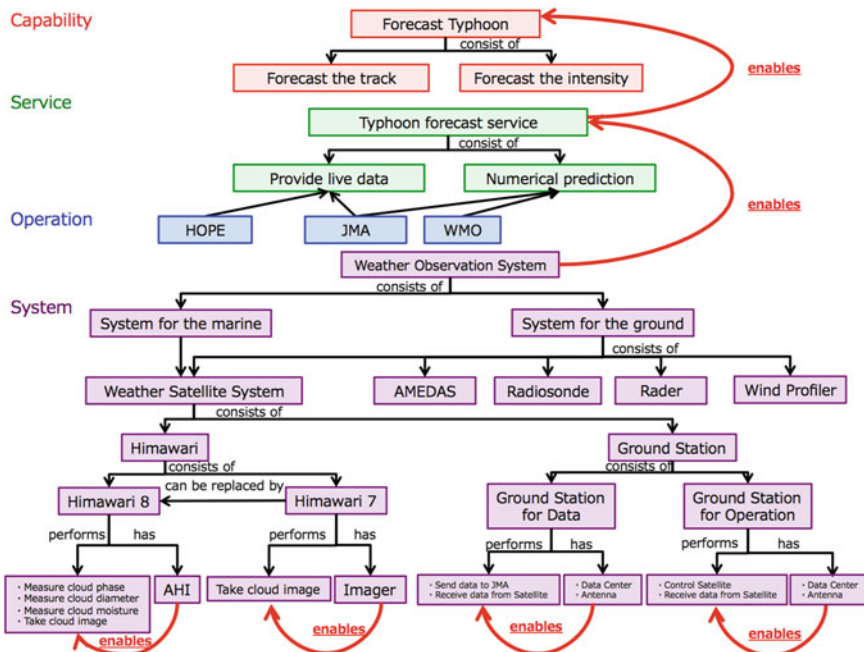 Capability
Forecast Typhoon
consist of
Forecast the track
Forecast the intensity
enables
Service
Typhoon forecast service
consist of
Provide live data
Numerical prediction
enables
Operation
HOPE
JMA
WMO
Weather Observation System
consists of
System
System for the marine
System for the ground
consists of
Weather Satellite System
AMEDAS
Radiosonde
Rader
Wind Profiler
consists of
Himawari
Ground Station
consists of
consists of
can be replaced by
Himawari 8
Himawari 7
Ground Station
for Data
Ground Station
for Operation
performs
has
performs
has
performs
has
performs
has
・Measure cloud phase
・Measure cloud diameter
・Measure cloud moisture
・Take cloud image
AHI
Take cloud image
Imager
・Send data to JMA
・Receive data from Satellite
・Data Center
・Antenna
・Control Satellite
・Receive data from Satellite
・Data Center
・Antenna
enables
enables
enables
enables